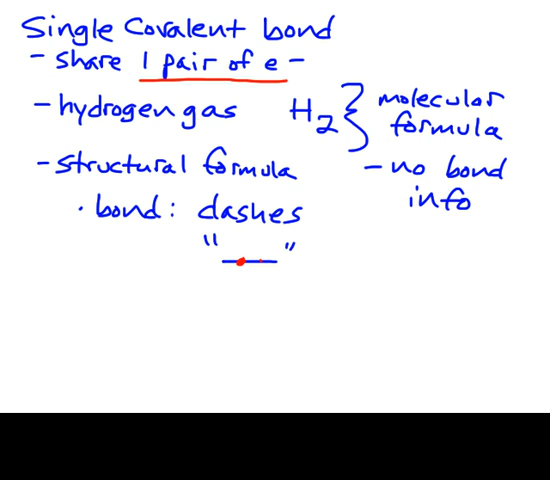 Single Covalent bond
- share 1 pair of e-
- hydrogen gas H2 } molecular formula
- structural formula - no bond info
· bond: dashes
"—"